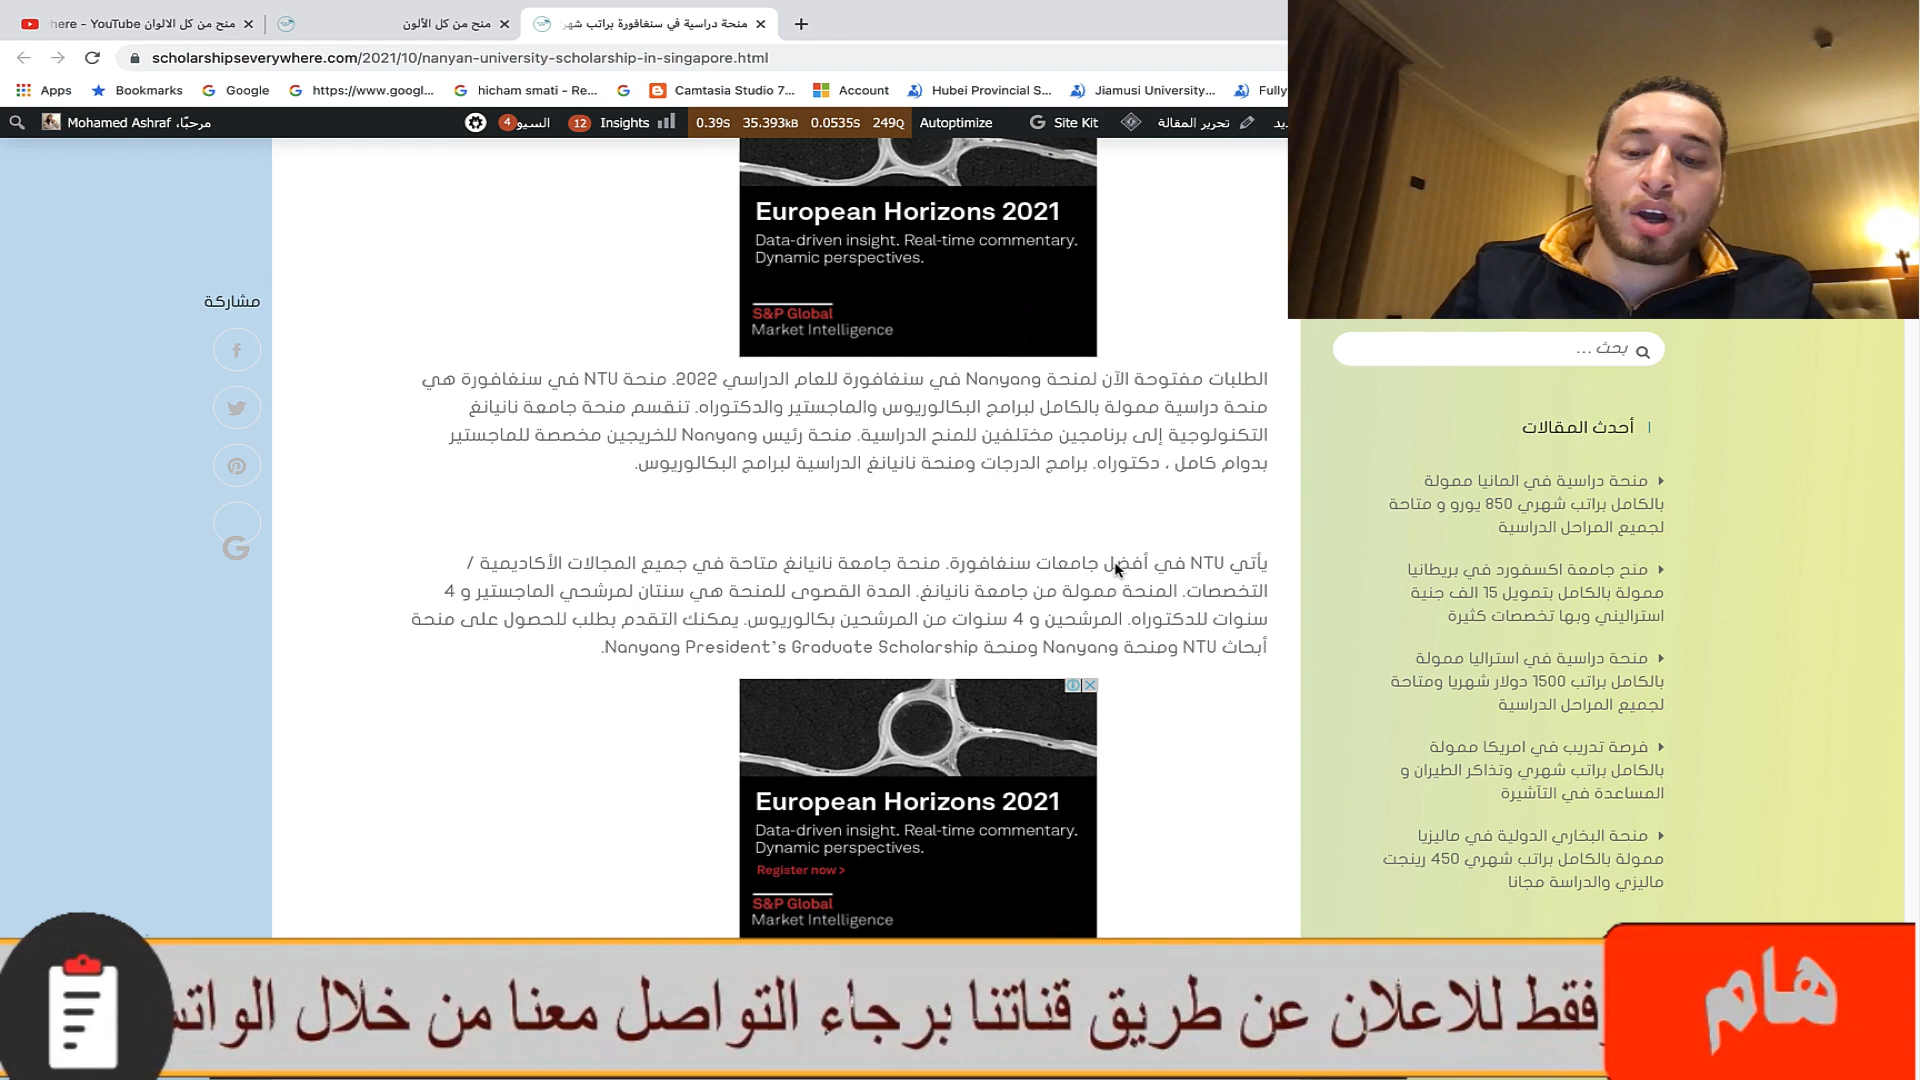 منح من كل الالوان here - YouTube
منح من كل الألون
منحة دراسية في سنغافورة براتب شهر
scholarshipseverywhere.com/2021/10/nanyan-university-scholarship-in-singapore.html
Apps Bookmarks Google https://www.googl... hicham smati - Re... Camtasia Studio 7... Account Hubei Provincial S... Jiamusi University... Fully
مرحبًا، Mohamed Ashraf
4 السيو 12 Insights 0.39s 35.393kB 0.0535s 249Q Autoptimize Site Kit تحرير المقالة
European Horizons 2021
Data-driven insight. Real-time commentary.
Dynamic perspectives.
S&P Global
Market Intelligence
مشاركة
الطلبات مفتوحة الآن لمنحة Nanyang في سنغافورة للعام الدراسي 2022. منحة NTU في سنغافورة هي
منحة دراسية ممولة بالكامل لبرامج البكالوريوس والماجستير والدكتوراه. تنقسم منحة جامعة نانيانغ
التكنولوجية إلى برنامجين مختلفين للمنح الدراسية. منحة رئيس Nanyang للخريجين مخصصة للماجستير
بدوام كامل ، دكتوراه. برامج الدرجات ومنحة نانيانغ الدراسية لبرامج البكالوريوس.
يأتي NTU في أفضل جامعات سنغافورة. منحة جامعة نانيانغ متاحة في جميع المجالات الأكاديمية /
التخصصات. المنحة ممولة من جامعة نانيانغ. المدة القصوى للمنحة هي سنتان لمرشحي الماجستير و 4
سنوات للدكتوراه. المرشحين و 4 سنوات من المرشحين بكالوريوس. يمكنك التقدم بطلب للحصول على منحة
أبحاث NTU ومنحة Nanyang ومنحة Nanyang President's Graduate Scholarship.
European Horizons 2021
Data-driven insight. Real-time commentary.
Dynamic perspectives.
Register now >
S&P Global
Market Intelligence
بحث ...
أحدث المقالات
منحة دراسية في المانيا ممولة
بالكامل براتب شهري 850 يورو و متاحة
لجميع المراحل الدراسية
منح جامعة اكسفورد في بريطانيا
ممولة بالكامل بتمويل 15 الف جنية
استرالیني وبها تخصصات كثيرة
منحة دراسية في استراليا ممولة
بالكامل براتب 1500 دولار شهريا ومتاحة
لجميع المراحل الدراسية
فرصة تدريب في امريكا ممولة
بالكامل براتب شهري وتذاكر الطيران و
المساعدة في التآشيرة
منحة البخاري الدولية في ماليزيا
ممولة بالكامل براتب شهري 450 رينجت
ماليزي والدراسة مجانا
هام
فقط للاعلان عن طريق قناتنا برجاء التواصل معنا من خلال